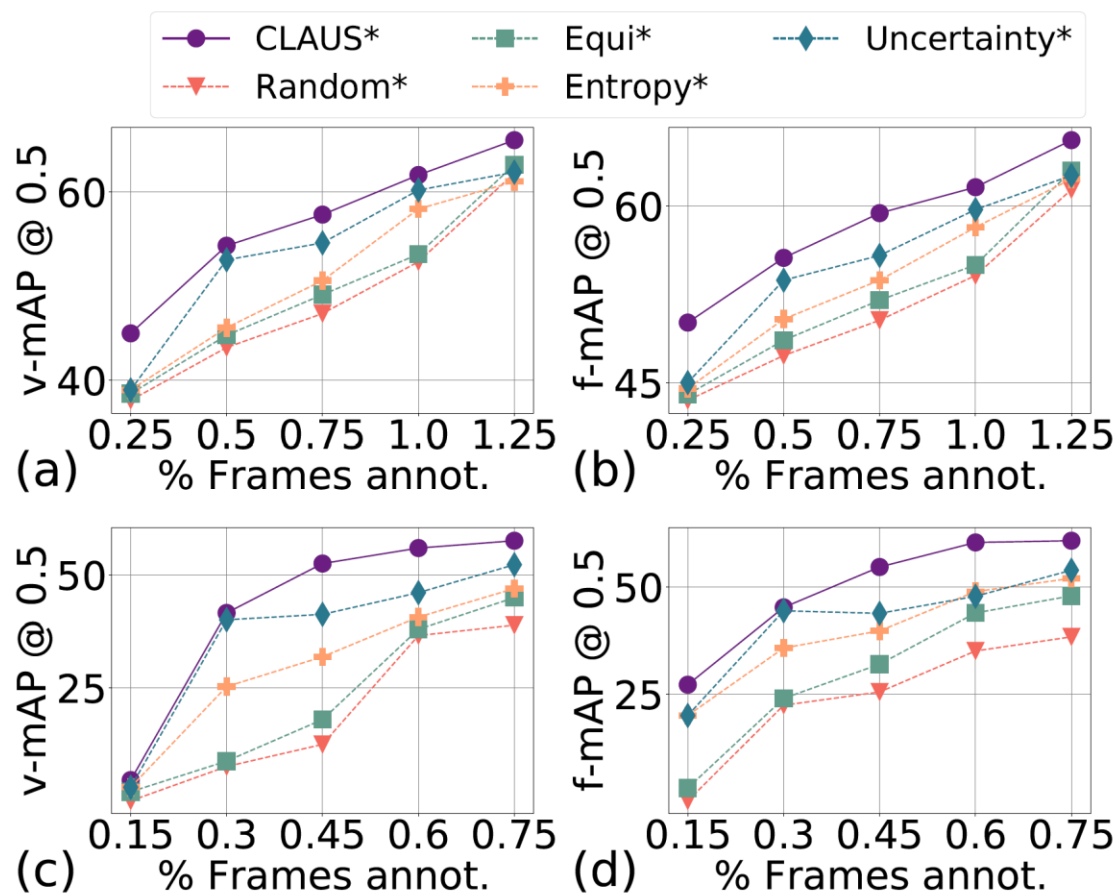 CLAUS* Equi* Uncertainty*
Random* Entropy*
v-mAP @ 0.5
60
40
0.25 0.5 0.75 1.0 1.25
(a) % Frames annot.
f-mAP @ 0.5
60
45
0.25 0.5 0.75 1.0 1.25
(b) % Frames annot.
v-mAP @ 0.5
50
25
0.15 0.3 0.45 0.6 0.75
(c) % Frames annot.
f-mAP @ 0.5
50
25
0.15 0.3 0.45 0.6 0.75
(d) % Frames annot.